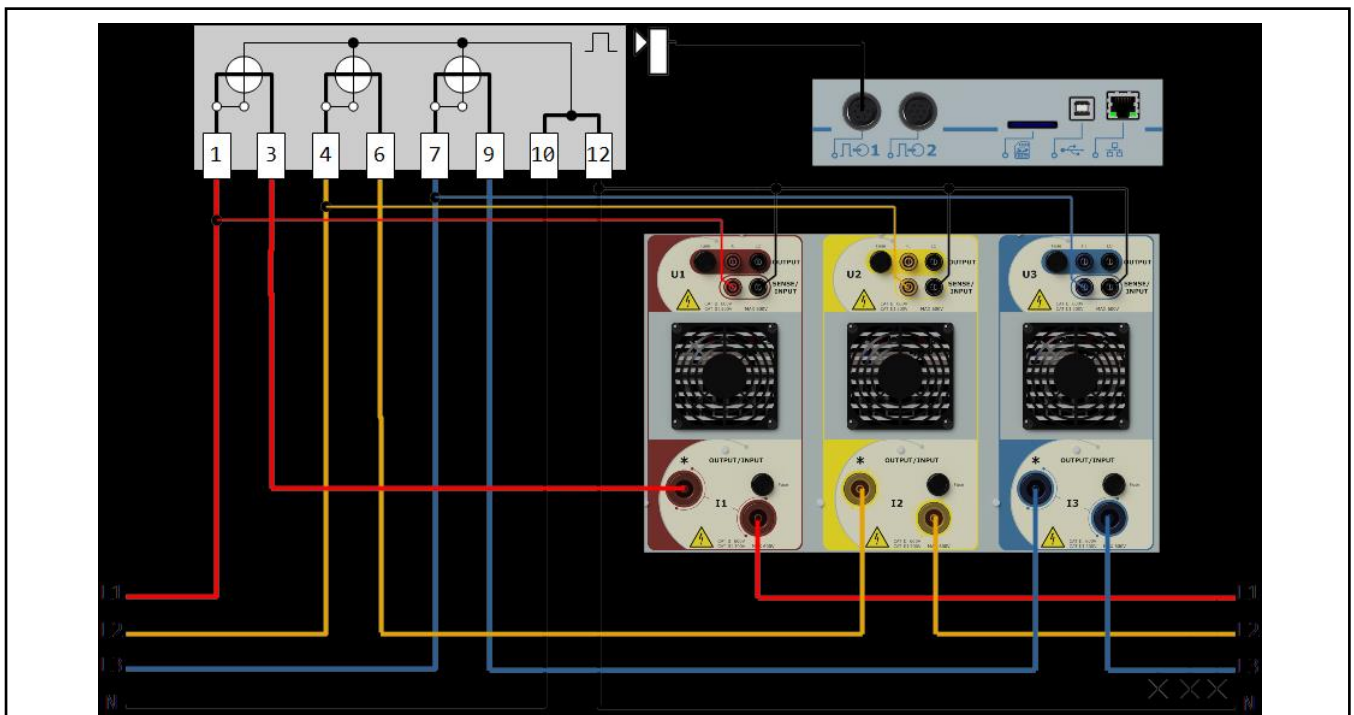 1 3 4 6 7 9 10 12
1 2
U1 OUTPUT SENSE/ INPUT
U2 OUTPUT SENSE/ INPUT
U3 OUTPUT SENSE/ INPUT
* OUTPUT/INPUT
I1
* OUTPUT/INPUT
I2
* OUTPUT/INPUT
I3
L1 L1
L2 L2
L3 L3
N N